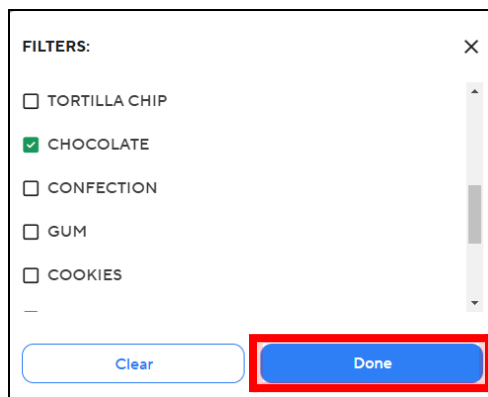 FILTERS:
TORTILLA CHIP
CHOCOLATE
CONFECTION
GUM
COOKIES
Clear
Done